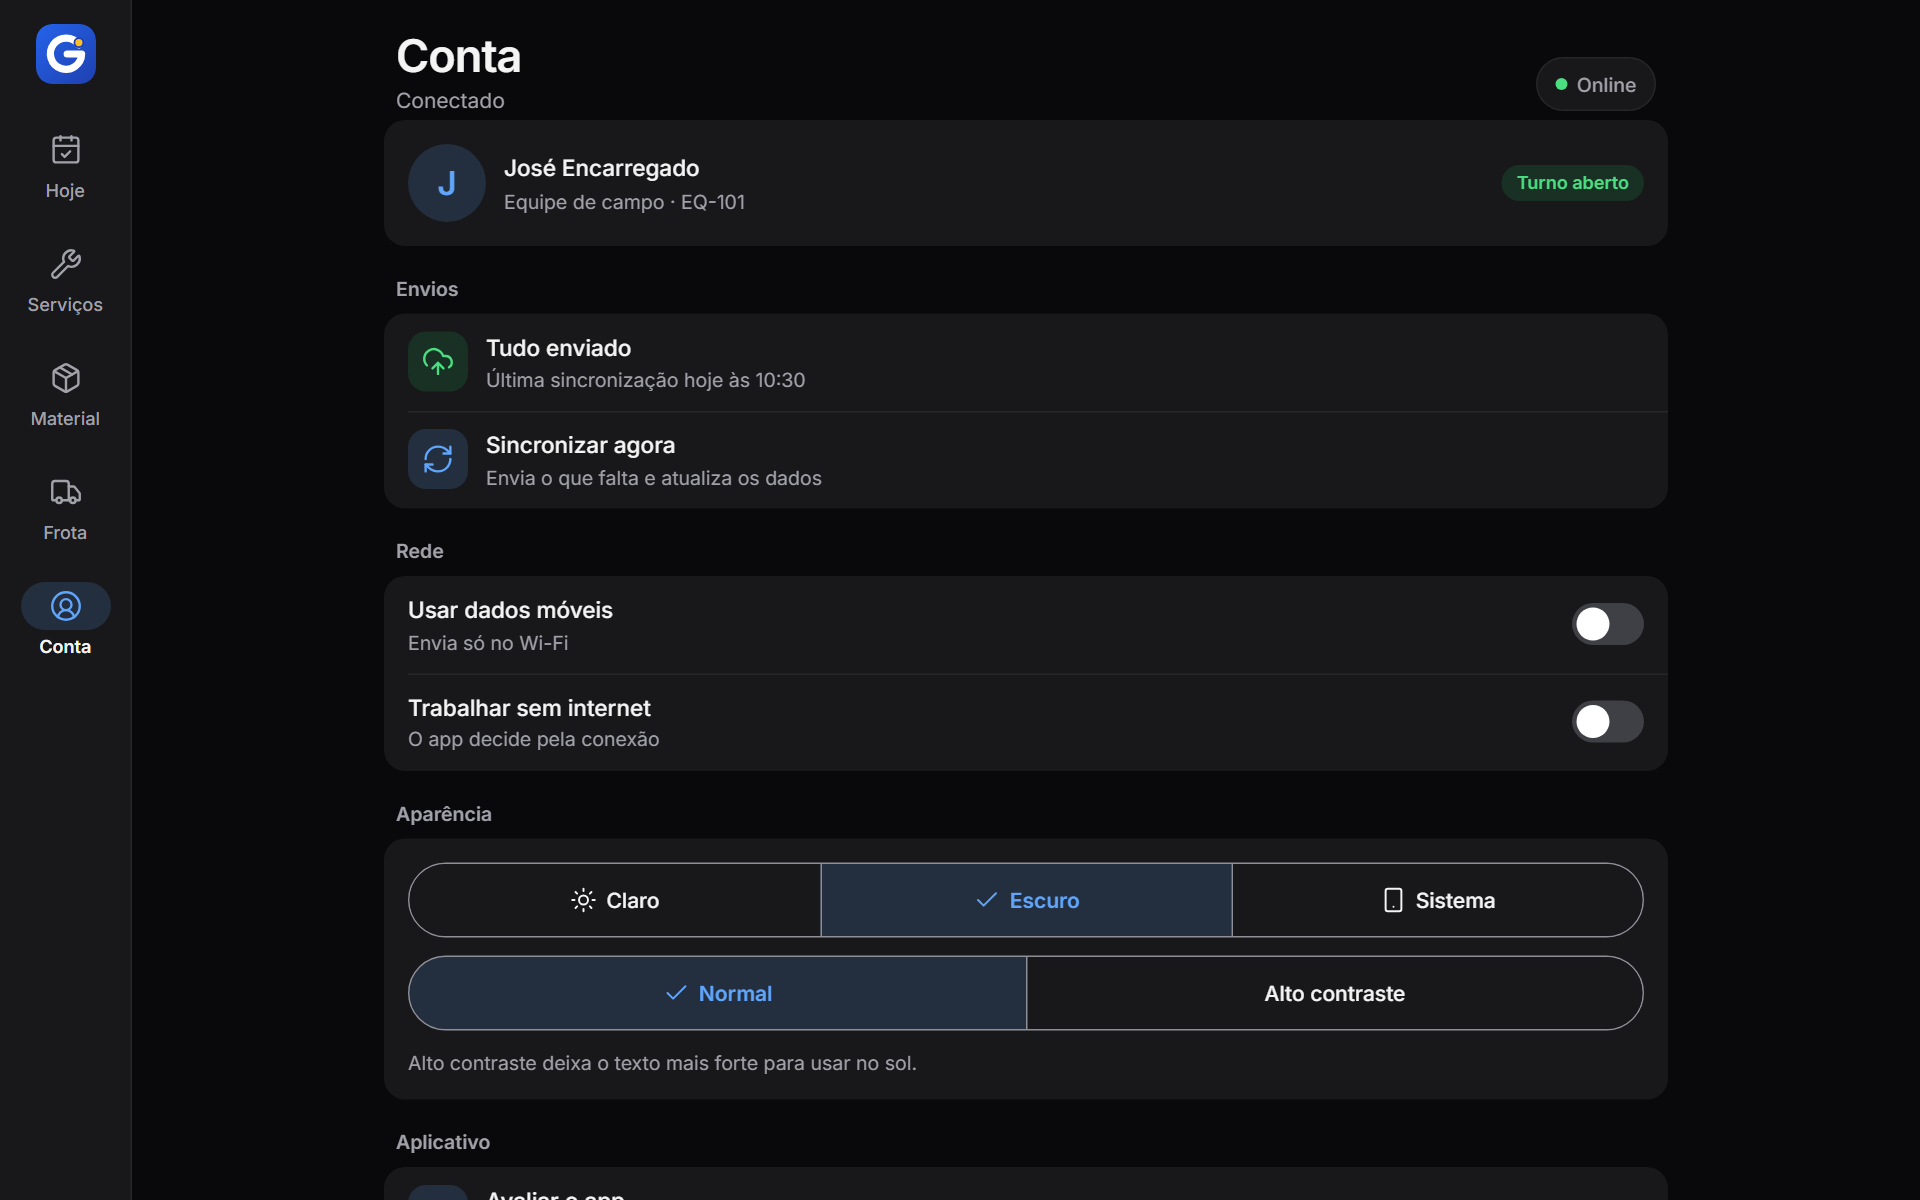 G
Hoje
Serviços
Material
Frota
Conta
Conta
Conectado
Online
J
José Encarregado
Equipe de campo · EQ-101
Turno aberto
Envios
Tudo enviado
Última sincronização hoje às 10:30
Sincronizar agora
Envia o que falta e atualiza os dados
Rede
Usar dados móveis
Envia só no Wi-Fi
Trabalhar sem internet
O app decide pela conexão
Aparência
Claro
Escuro
Sistema
Normal
Alto contraste
Alto contraste deixa o texto mais forte para usar no sol.
Aplicativo
Avaliar o app